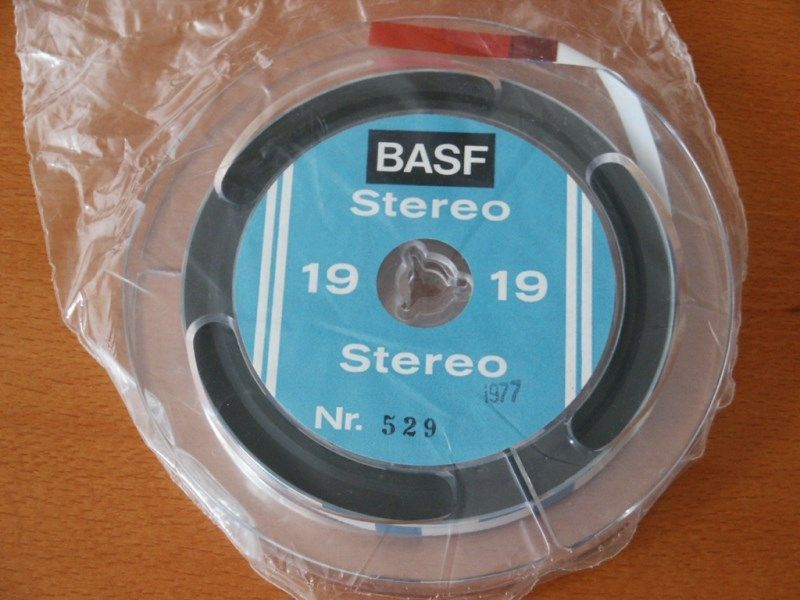 BASF
Stereo
19 19
Stereo
1977
Nr. 529